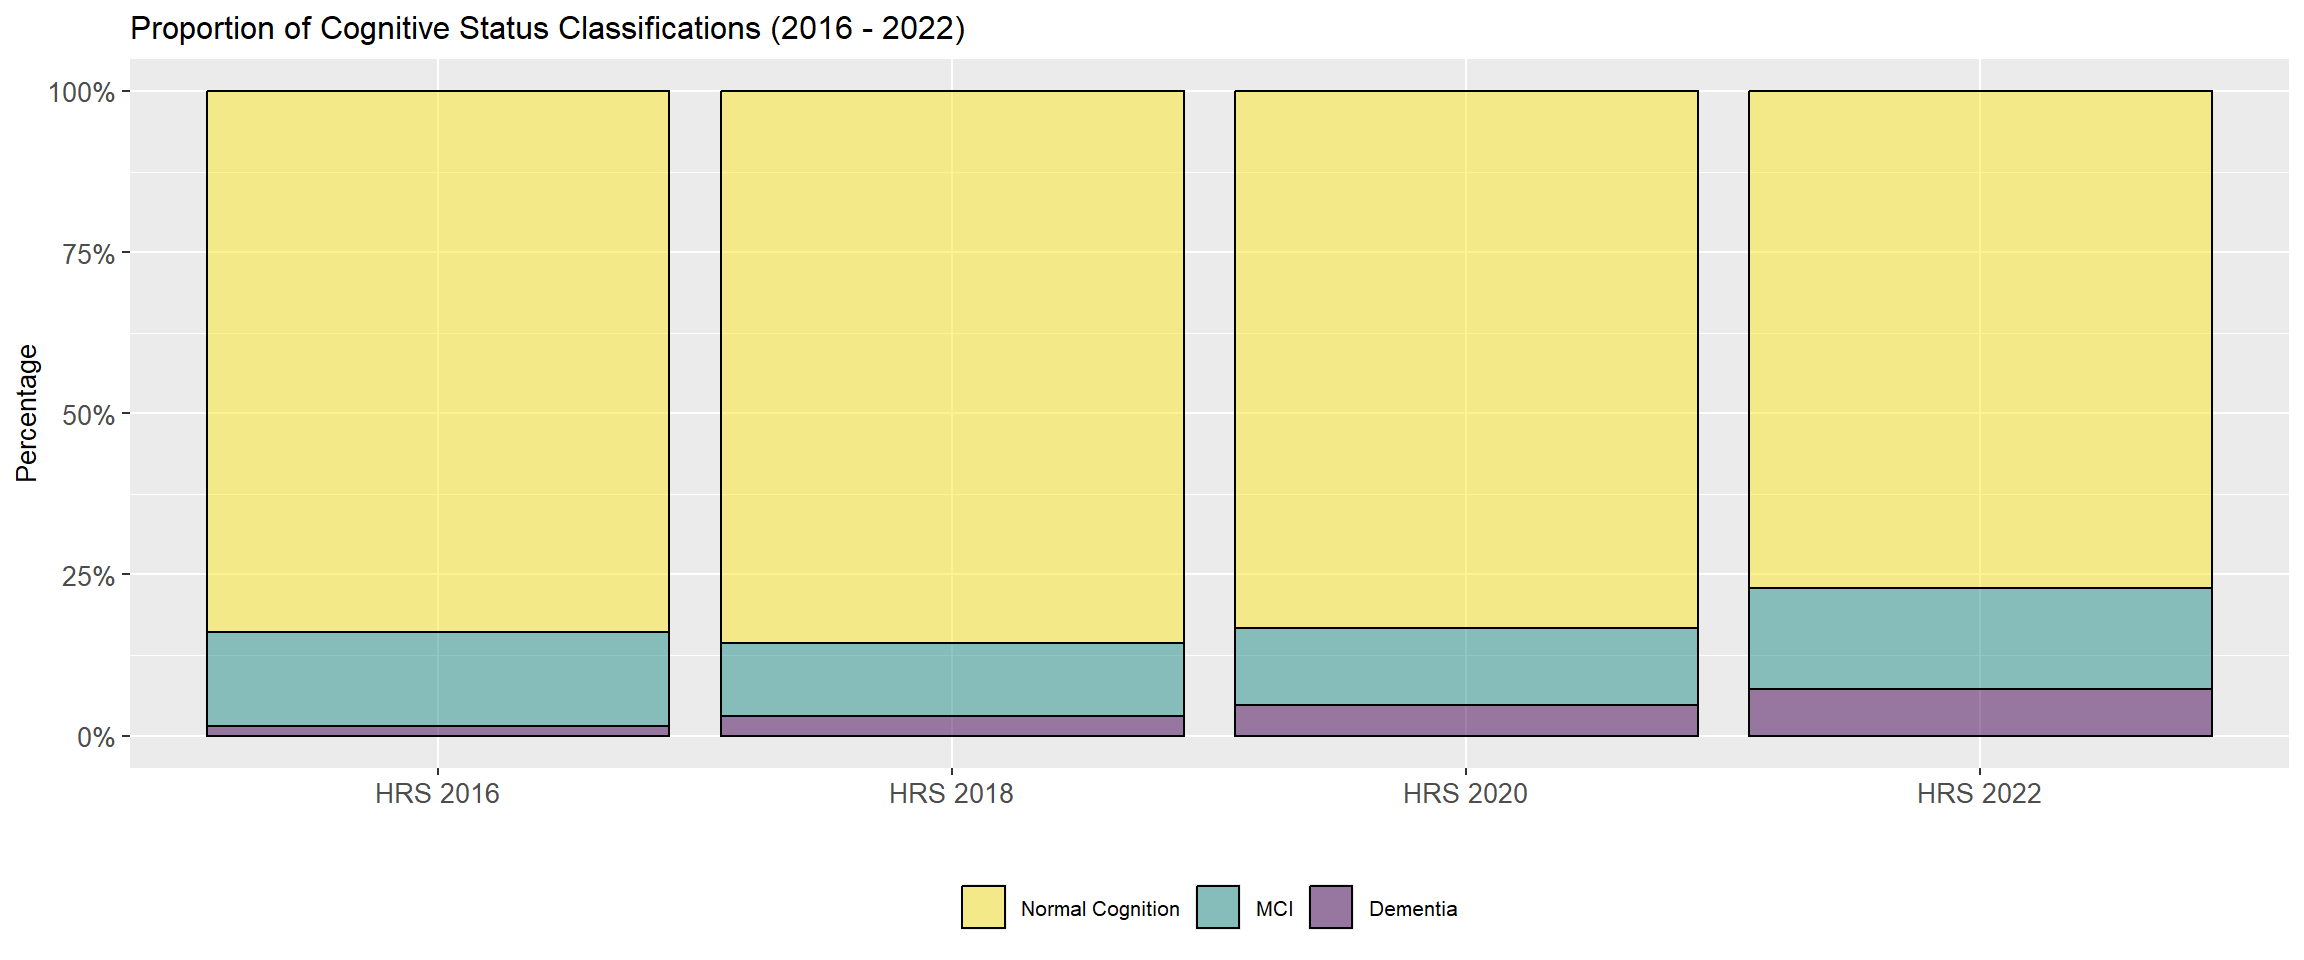 Proportion of Cognitive Status Classifications (2016 - 2022)
Percentage
100%
75%
50%
25%
0%
HRS 2016 HRS 2018 HRS 2020 HRS 2022
Normal Cognition MCI Dementia